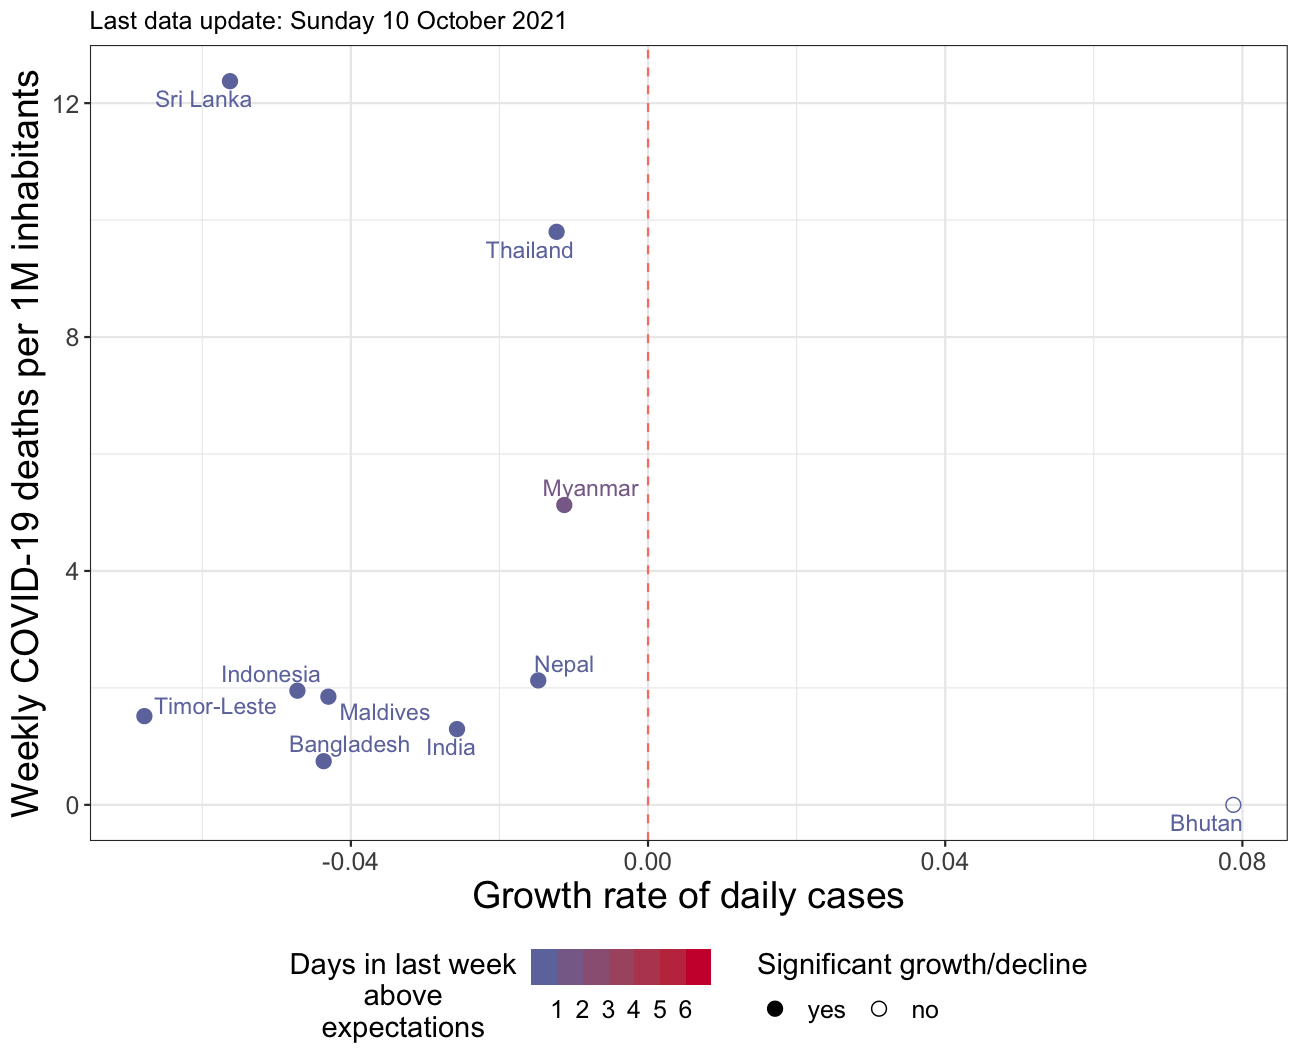 Last data update: Sunday 10 October 2021
Weekly COVID-19 deaths per 1M inhabitants
12
8
4
0
Sri Lanka
Thailand
Myanmar
Nepal
Indonesia
Timor-Leste
Maldives
Bangladesh
India
Bhutan
-0.04
0.00
0.04
0.08
Growth rate of daily cases
Days in last week
above
expectations
1 2 3 4 5 6
Significant growth/decline
yes no